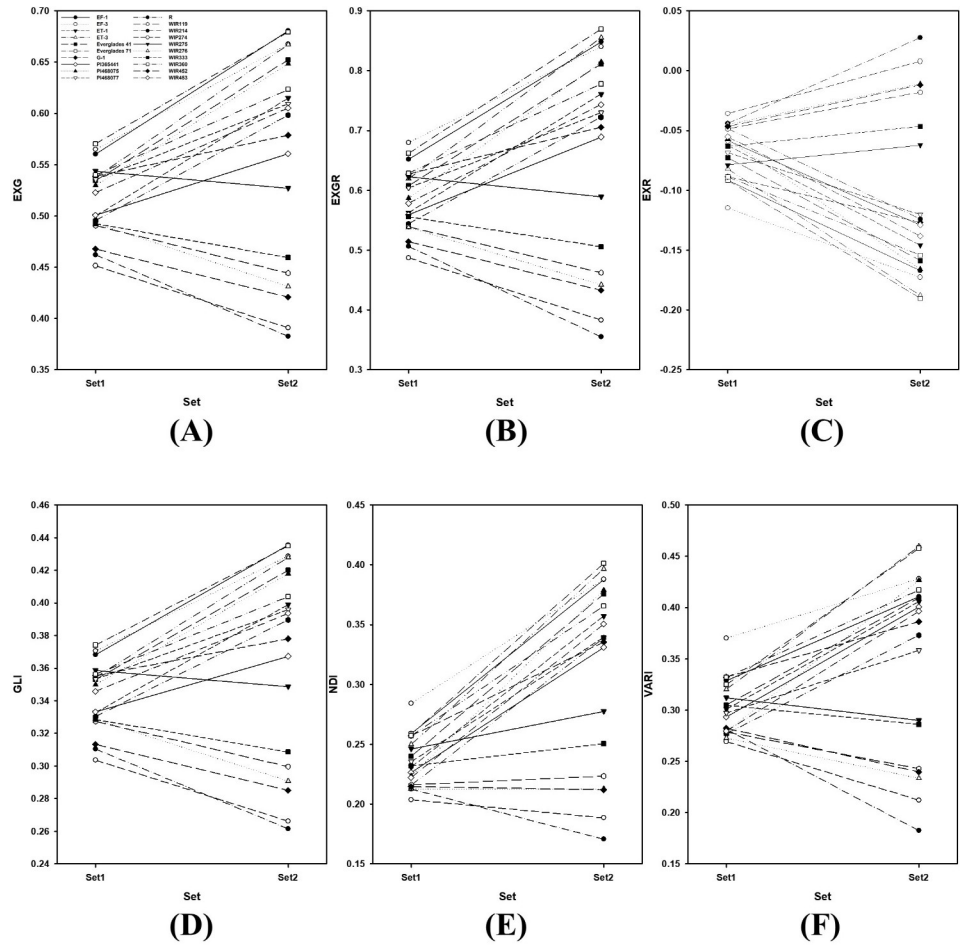 0.70
0.65
0.60
0.55
0.50
0.45
0.40
0.35
EXG
EF-1
EF-3
ET-1
ET-3
Everglades 41
Everglades 71
G-1
PI365441
PI468075
PI468077
R
WIR119
WIR214
WIR274
WIR275
WIR276
WIR333
WIR360
WIR452
WIR453
Set1 Set2
Set
(A)
0.9
0.8
0.7
0.6
0.5
0.4
0.3
EXGR
Set1 Set2
Set
(B)
0.05
0.00
-0.05
-0.10
-0.15
-0.20
-0.25
EXR
Set1 Set2
Set
(C)
0.46
0.44
0.42
0.40
0.38
0.36
0.34
0.32
0.30
0.28
0.26
0.24
GLI
Set1 Set2
Set
(D)
0.45
0.40
0.35
0.30
0.25
0.20
0.15
NDI
Set1 Set2
Set
(E)
0.50
0.45
0.40
0.35
0.30
0.25
0.20
0.15
VARI
Set1 Set2
Set
(F)